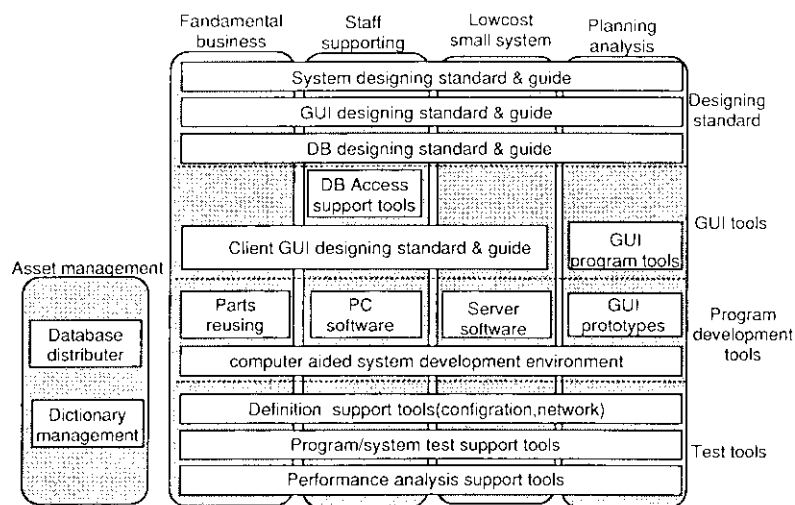 Fandamental
business
Staff
supporting
Lowcost
small system
Planning
analysis
System designing standard & guide
GUI designing standard & guide
DB designing standard & guide
Designing
standard
DB Access
support tools
Client GUI designing standard & guide
GUI
program tools
GUI tools
Asset management
Database
distributer
Dictionary
management
Parts
reusing
PC
software
Server
software
GUI
prototypes
computer aided system development environment
Program
development
tools
Definition support tools(configration,network)
Program/system test support tools
Performance analysis support tools
Test tools